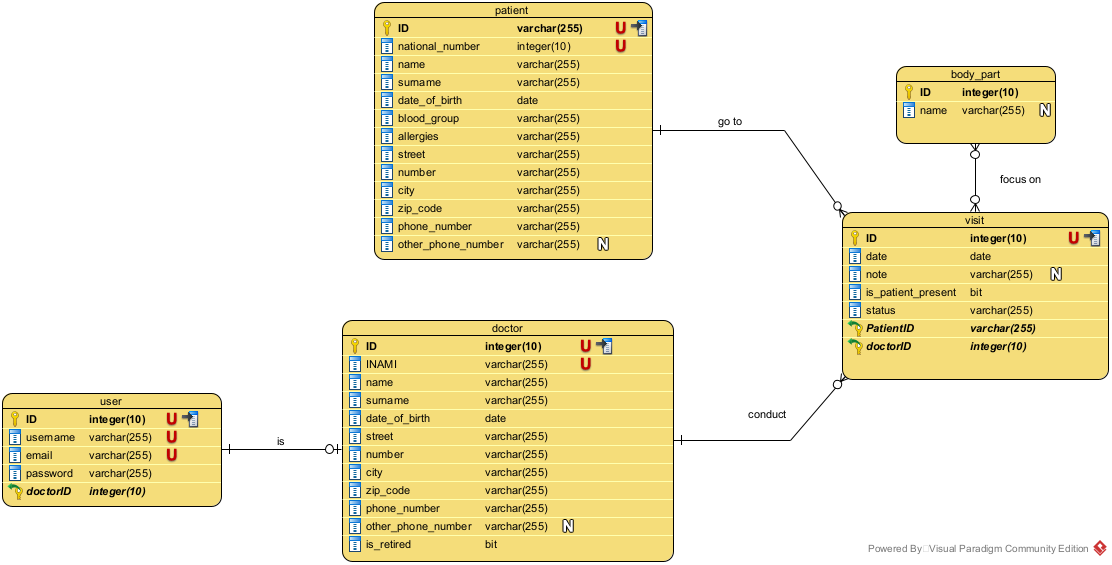 patient
ID varchar(255) U
national_number integer(10) U
name varchar(255)
surname varchar(255)
date_of_birth date
blood_group varchar(255)
allergies varchar(255)
street varchar(255)
number varchar(255)
city varchar(255)
zip_code varchar(255)
phone_number varchar(255)
other_phone_number varchar(255) N
go to
body_part
ID integer(10)
name varchar(255) N
focus on
visit
ID integer(10) U
date date
note varchar(255) N
is_patient_present bit
status varchar(255)
PatientID varchar(255)
doctorID integer(10)
doctor
ID integer(10) U
INAMI varchar(255) U
name varchar(255)
surname varchar(255)
date_of_birth date
street varchar(255)
number varchar(255)
city varchar(255)
zip_code varchar(255)
phone_number varchar(255)
other_phone_number varchar(255) N
is_retired bit
conduct
user
ID integer(10) U
username varchar(255) U
email varchar(255) U
password varchar(255)
doctorID integer(10)
is
Powered By Visual Paradigm Community Edition